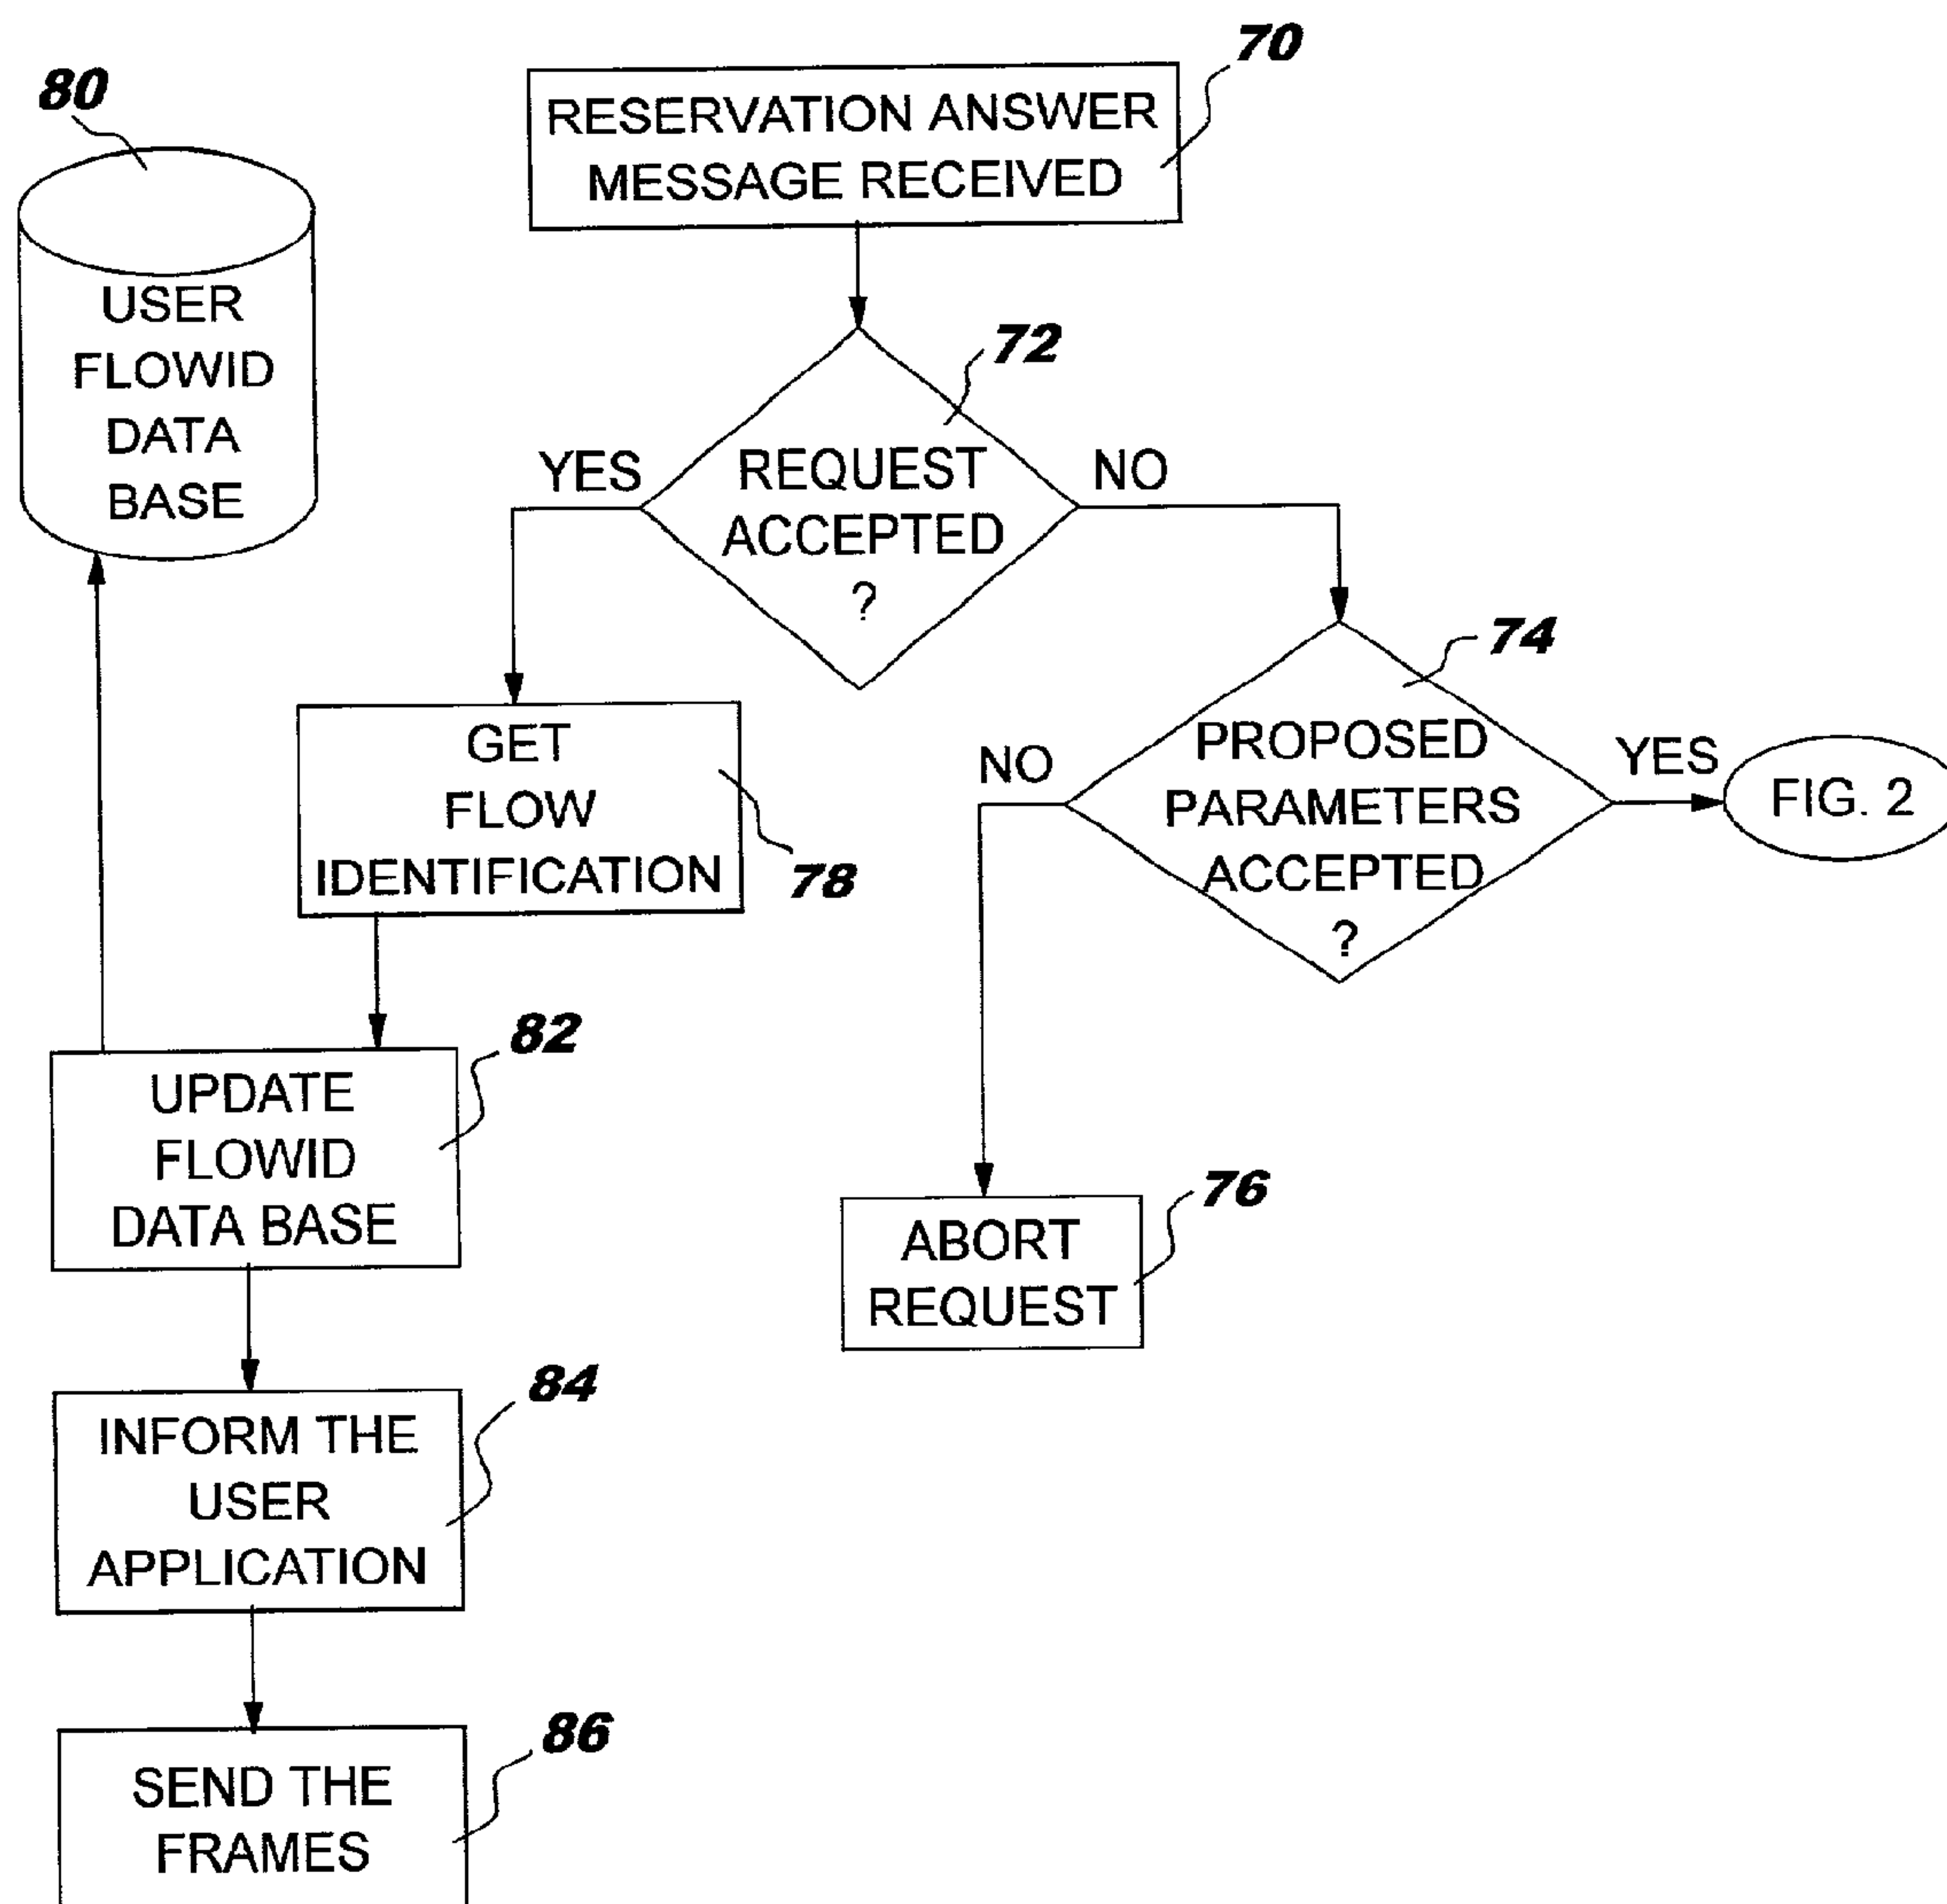 70
RESERVATION ANSWER
MESSAGE RECEIVED
80
USER
FLOWID
DATA
BASE
72
REQUEST
ACCEPTED
?
YES
NO
74
PROPOSED
PARAMETERS
ACCEPTED
?
NO
YES
FIG. 2
GET
FLOW
IDENTIFICATION
78
82
UPDATE
FLOWID
DATA BASE
76
ABORT
REQUEST
84
INFORM THE
USER
APPLICATION
86
SEND THE
FRAMES